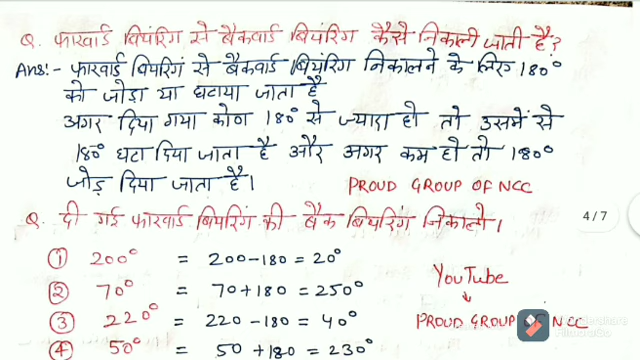 Q. फारवार्ड बियरिंग से बैकवार्ड बियरिंग कैसे निकाली जाती है?
Ans:- फारवार्ड बियरिंग से बैकवार्ड बियरिंग निकालने के लिए 180°
को जोड़ा या घटाया जाता है
अगर दिया गया कोण 180° से ज्यादा हो तो उसमें से
180° घटा दिया जाता है और अगर कम हो तो 180°
जोड़ दिया जाता है।
PROUD GROUP OF NCC
Q. दी गई फारवार्ड बियरिंग की बैक बियरिंग निकालो।
4/7
① 200° = 200-180 = 20°
② 70° = 70+180 = 250°
③ 220° = 220-180 = 40°
④ 50° = 50+180 = 230°
YouTube
PROUD GROUP OF NCC